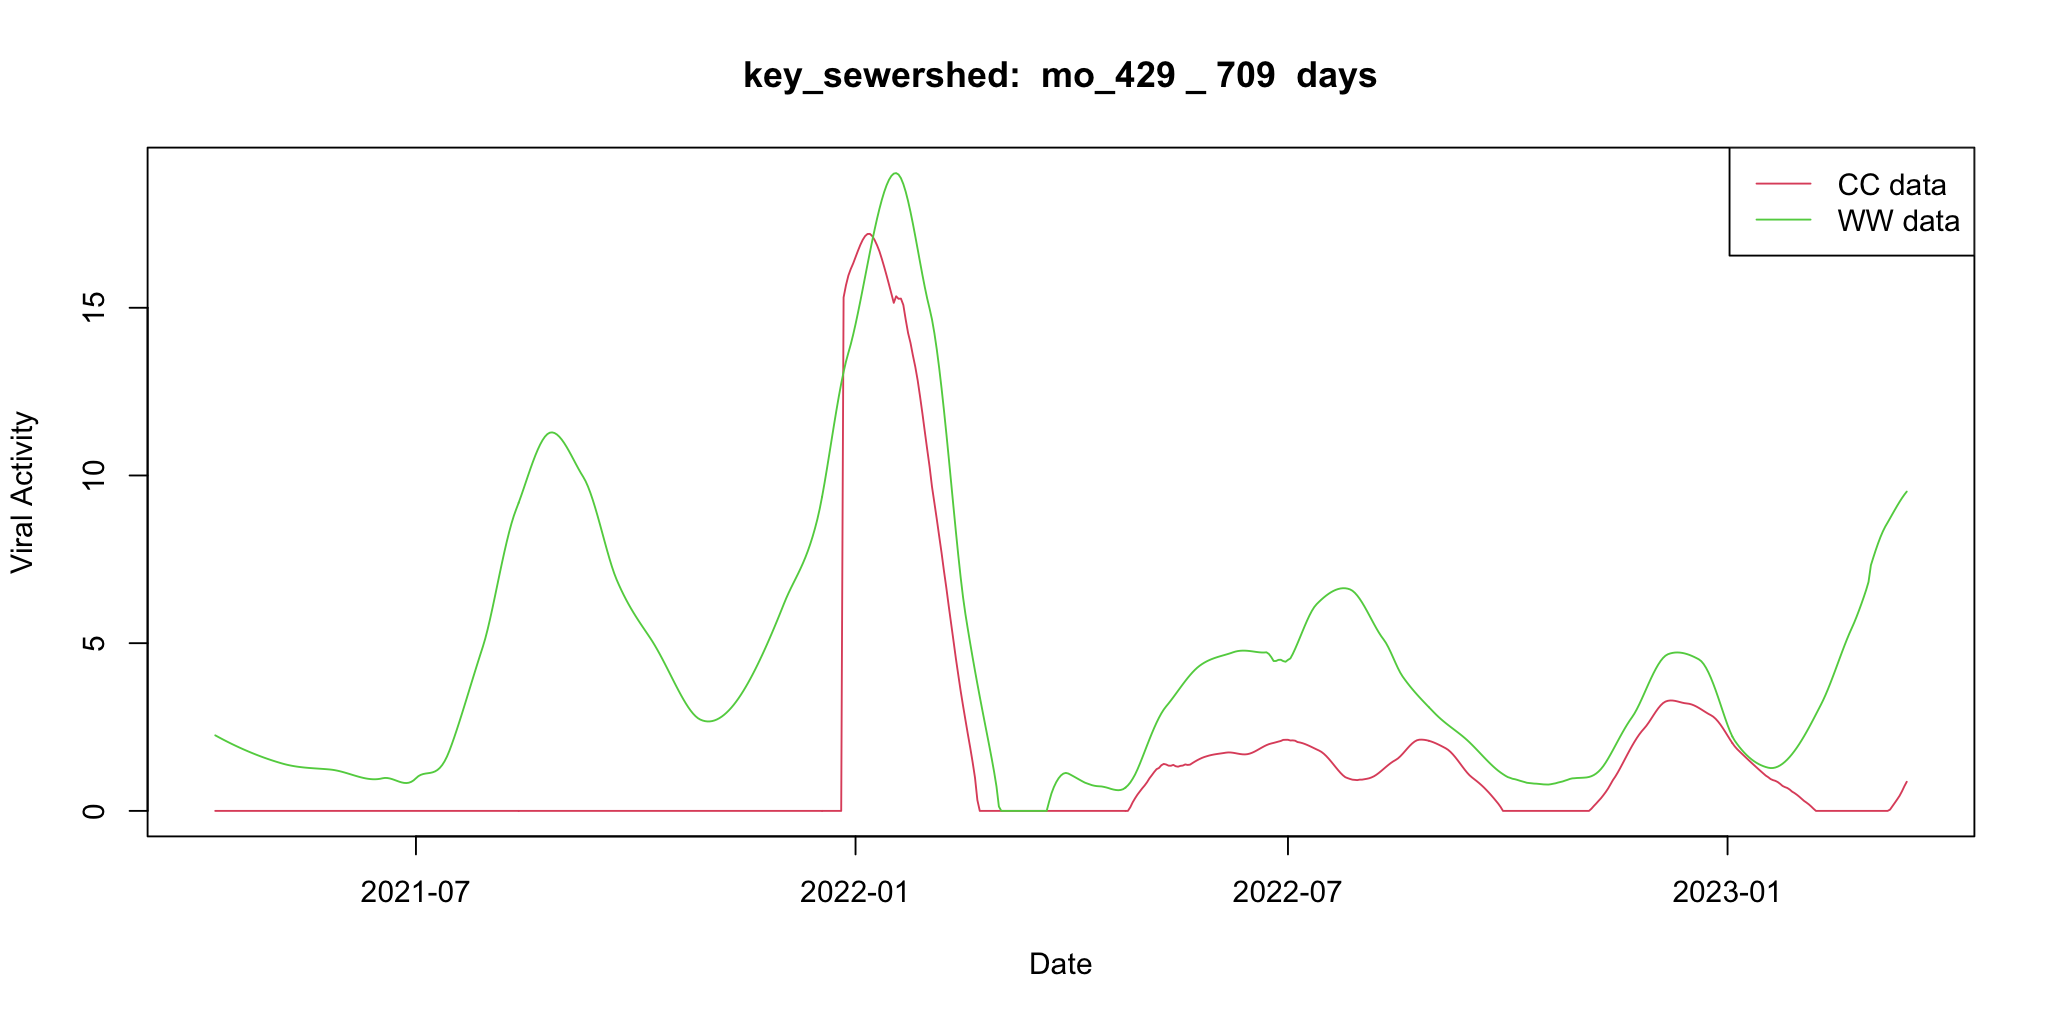 key_sewershed: mo_429 _ 709 days
CC data
WW data
Viral Activity
15
10
5
0
2021-07
2022-01
2022-07
2023-01
Date